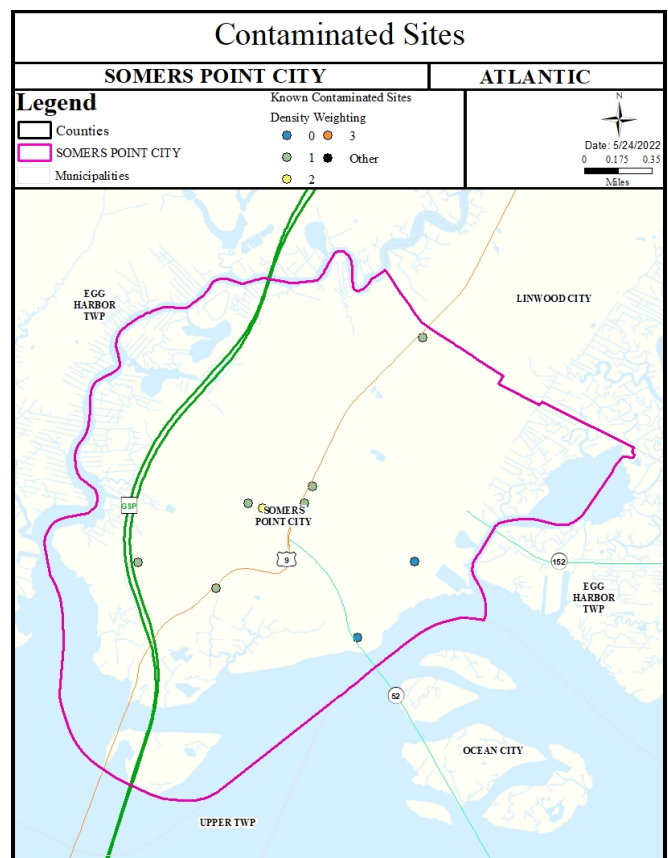 Contaminated Sites
SOMERS POINT CITY
ATLANTIC
Legend
Counties
SOMERS POINT CITY
Municipalities
Known Contaminated Sites
Density Weighting
0
3
1
Other
2
N
Date: 5/24/2022
0 0.175 0.35
Miles
EGG
HARBOR
TWP
LINWOOD CITY
GSP
SOMERS
POINT CITY
9
152
EGG
HARBOR
TWP
52
OCEAN CITY
UPPER TWP